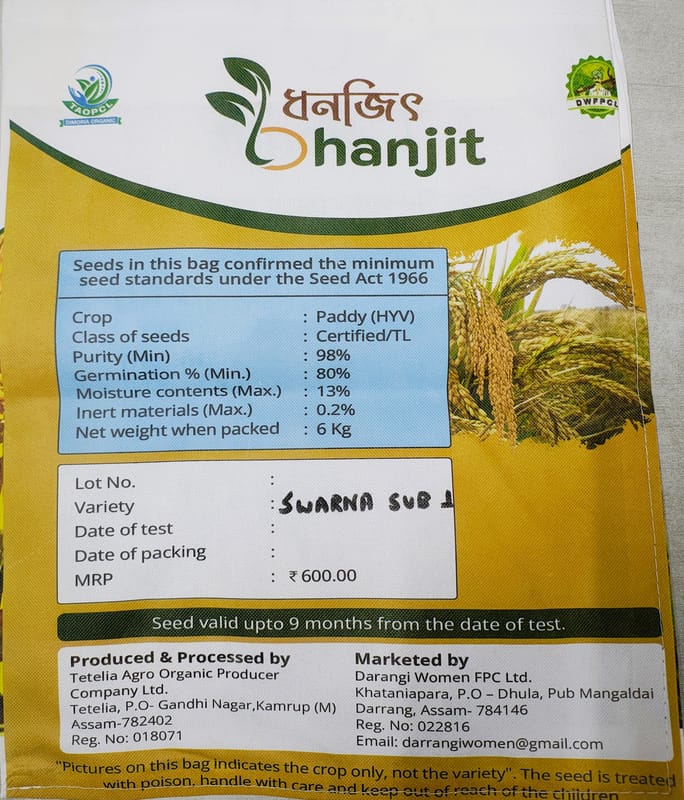 TAOPCL
DIMORIA ORGANIC
ধনজিৎ
Dhanjit
DWFPCL
Seeds in this bag confirmed the minimum
seed standards under the Seed Act 1966
Crop : Paddy (HYV)
Class of seeds : Certified/TL
Purity (Min) : 98%
Germination % (Min.) : 80%
Moisture contents (Max.) : 13%
Inert materials (Max.) : 0.2%
Net weight when packed : 6 Kg
Lot No. :
Variety : SWARNA SUB 1
Date of test :
Date of packing :
MRP : ₹ 600.00
Seed valid upto 9 months from the date of test.
Produced & Processed by
Tetelia Agro Organic Producer
Company Ltd.
Tetelia, P.O- Gandhi Nagar,Kamrup (M)
Assam-782402
Reg. No: 018071
Marketed by
Darangi Women FPC Ltd.
Khataniapara, P.O – Dhula, Pub Mangaldai
Darrang, Assam- 784146
Reg. No: 022816
Email: darrangiwomen@gmail.com
"Pictures on this bag indicates the crop only, not the variety". The seed is treated
with poison, handle with care and keep out of reach of the children